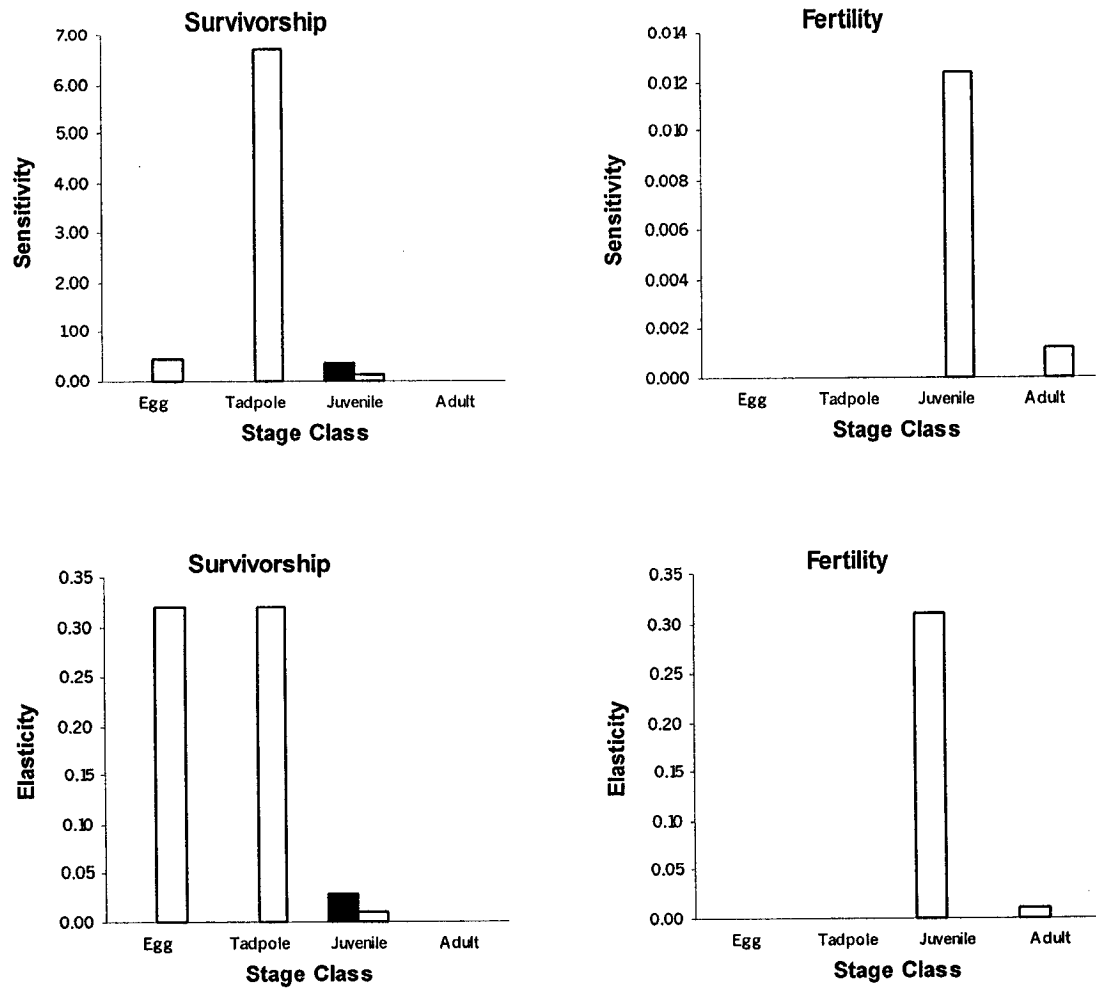 Survivorship
7.00
6.00
5.00
4.00
3.00
2.00
1.00
0.00
Sensitivity
Egg Tadpole Juvenile Adult
Stage Class
Fertility
0.014
0.012
0.010
0.008
0.006
0.004
0.002
0.000
Sensitivity
Egg Tadpole Juvenile Adult
Stage Class
Survivorship
0.35
0.30
0.25
0.20
0.15
0.10
0.05
0.00
Elasticity
Egg Tadpole Juvenile Adult
Stage Class
Fertility
0.35
0.30
0.25
0.20
0.15
0.10
0.05
0.00
Elasticity
Egg Tadpole Juvenile Adult
Stage Class